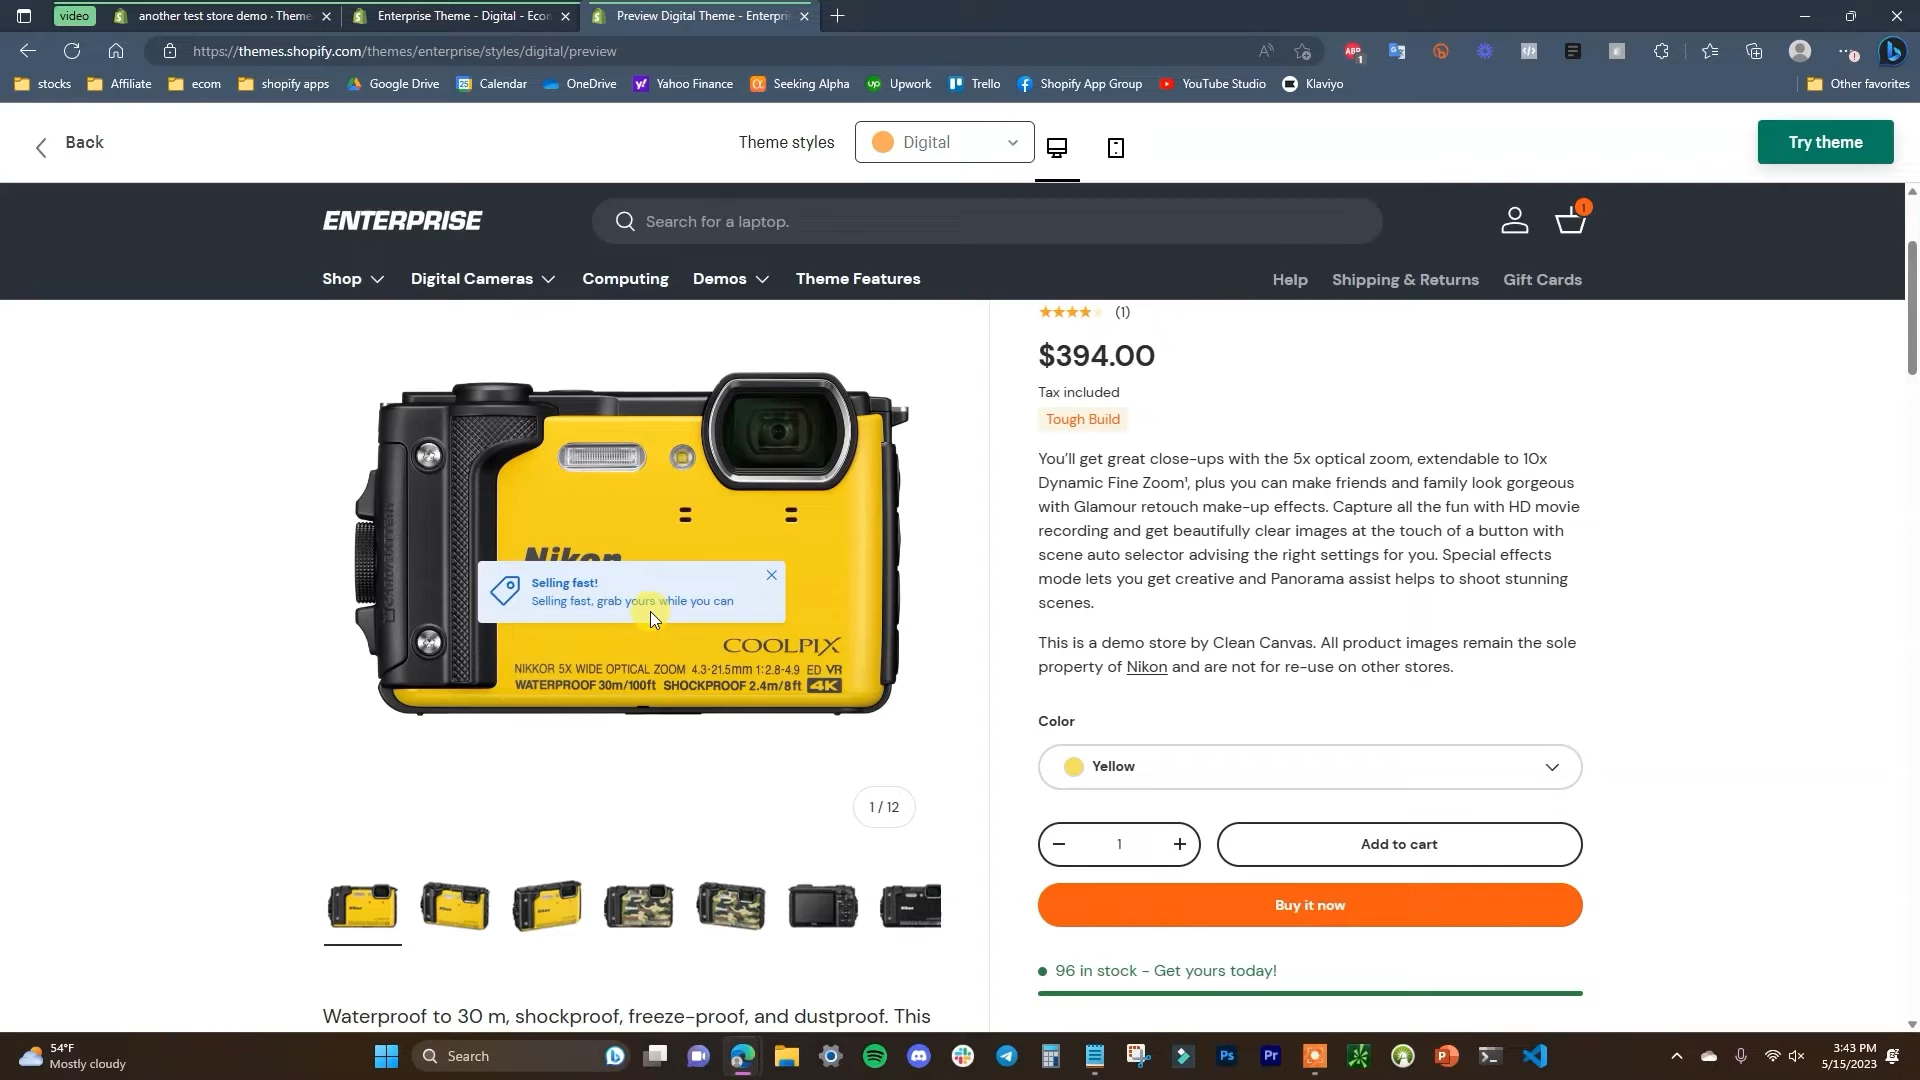 video
another test store demo · Theme
Enterprise Theme - Digital - Ecom
Preview Digital Theme - Enterpris
https://themes.shopify.com/themes/enterprise/styles/digital/preview
stocks
Affiliate
ecom
shopify apps
Google Drive
Calendar
OneDrive
Yahoo Finance
Seeking Alpha
Upwork
Trello
Shopify App Group
YouTube Studio
Klaviyo
Other favorites
Back
Theme styles
Digital
Try theme
ENTERPRISE
Search for a laptop.
1
Shop
Digital Cameras
Computing
Demos
Theme Features
Help
Shipping & Returns
Gift Cards
(1)
$394.00
Tax included
Tough Build
You'll get great close-ups with the 5x optical zoom, extendable to 10x
Dynamic Fine Zoom¹, plus you can make friends and family look gorgeous
with Glamour retouch make-up effects. Capture all the fun with HD movie
recording and get beautifully clear images at the touch of a button with
scene auto selector advising the right settings for you. Special effects
mode lets you get creative and Panorama assist helps to shoot stunning
scenes.
This is a demo store by Clean Canvas. All product images remain the sole
property of Nikon and are not for re-use on other stores.
Color
Yellow
1
Add to cart
Buy it now
96 in stock - Get yours today!
Nikon
Selling fast!
Selling fast, grab yours while you can
COOLPIX
NIKKOR 5X WIDE OPTICAL ZOOM 4.3-21.5mm 1:2.8-4.9 ED VR
WATERPROOF 30m/100ft SHOCKPROOF 2.4m/8ft 4K
1 / 12
Waterproof to 30 m, shockproof, freeze-proof, and dustproof. This
54°F
Mostly cloudy
Search
3:43 PM
5/15/2023